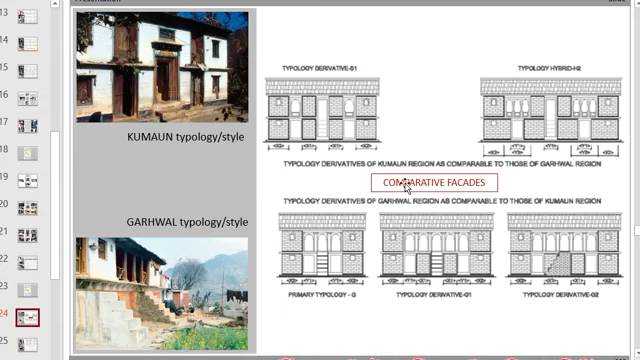 Presentation
Slide
13
14
15
16
17
18
19
20
21
22
23
24
25
TYPOLOGY DERIVATIVE-S1
TYPOLOGY HYBRID-H2
KUMAUN typology/style
TYPOLOGY DERIVATIVES OF KUMAUN REGION AS COMPARABLE TO THOSE OF GARHWAL REGION
COMPARATIVE FACADES
TYPOLOGY DERIVATIVES OF GARHWAL REGION AS COMPARABLE TO THOSE OF KUMAUN REGION
GARHWAL typology/style
PRIMARY TYPOLOGY - G
TYPOLOGY DERIVATIVE-G1
TYPOLOGY DERIVATIVE-G2